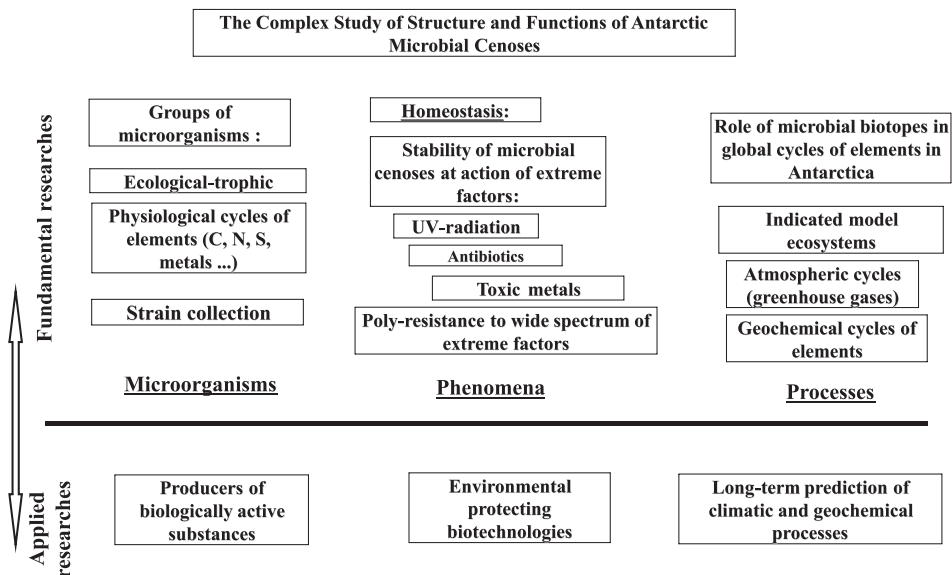 The Complex Study of Structure and Functions of Antarctic
Microbial Cenoses
Fundamental researches
Groups of
microorganisms :
Ecological-trophic
Physiological cycles of
elements (C, N, S,
metals ...)
Strain collection
Microorganisms
Homeostasis:
Stability of microbial
cenoses at action of extreme
factors:
UV-radiation
Antibiotics
Toxic metals
Poly-resistance to wide spectrum of
extreme factors
Phenomena
Role of microbial biotopes in
global cycles of elements in
Antarctica
Indicated model
ecosystems
Atmospheric cycles
(greenhouse gases)
Geochemical cycles of
elements
Processes
Applied
researches
Producers of
biologically active
substances
Environmental
protecting
biotechnologies
Long-term prediction of
climatic and geochemical
processes